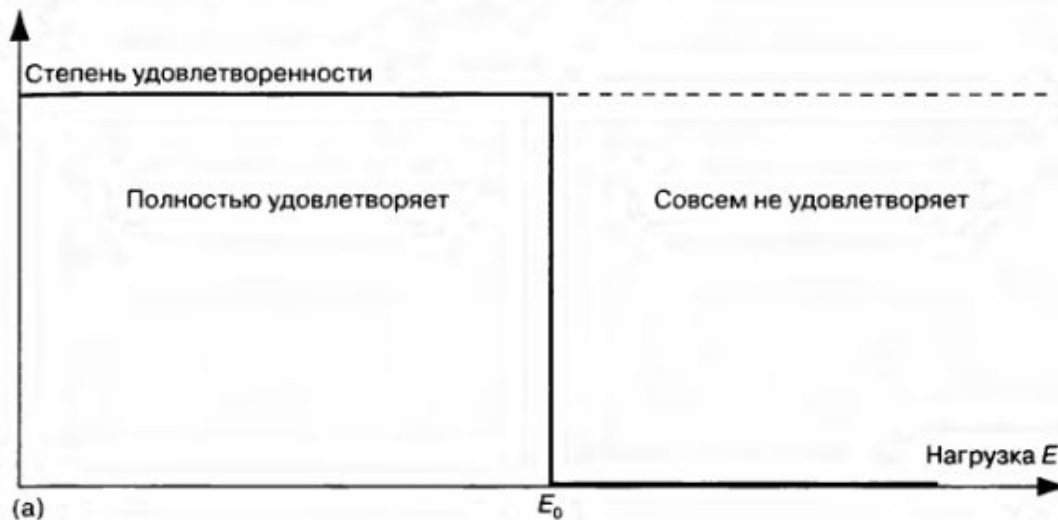 Степень удовлетворенности
Полностью удовлетворяет
Совсем не удовлетворяет
Нагрузка E
(а)
E₀